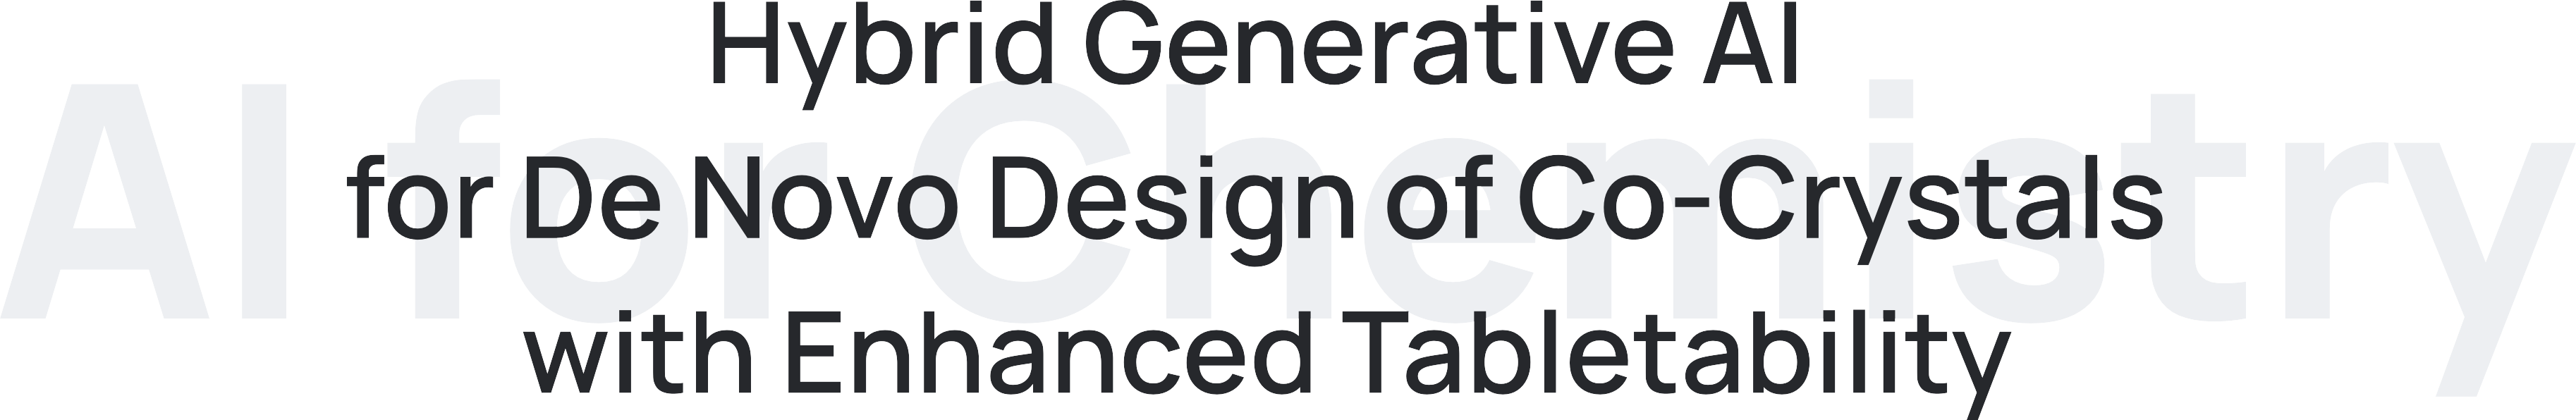 AI for Chemistry
Hybrid Generative AI
for De Novo Design of Co-Crystals
with Enhanced Tabletability